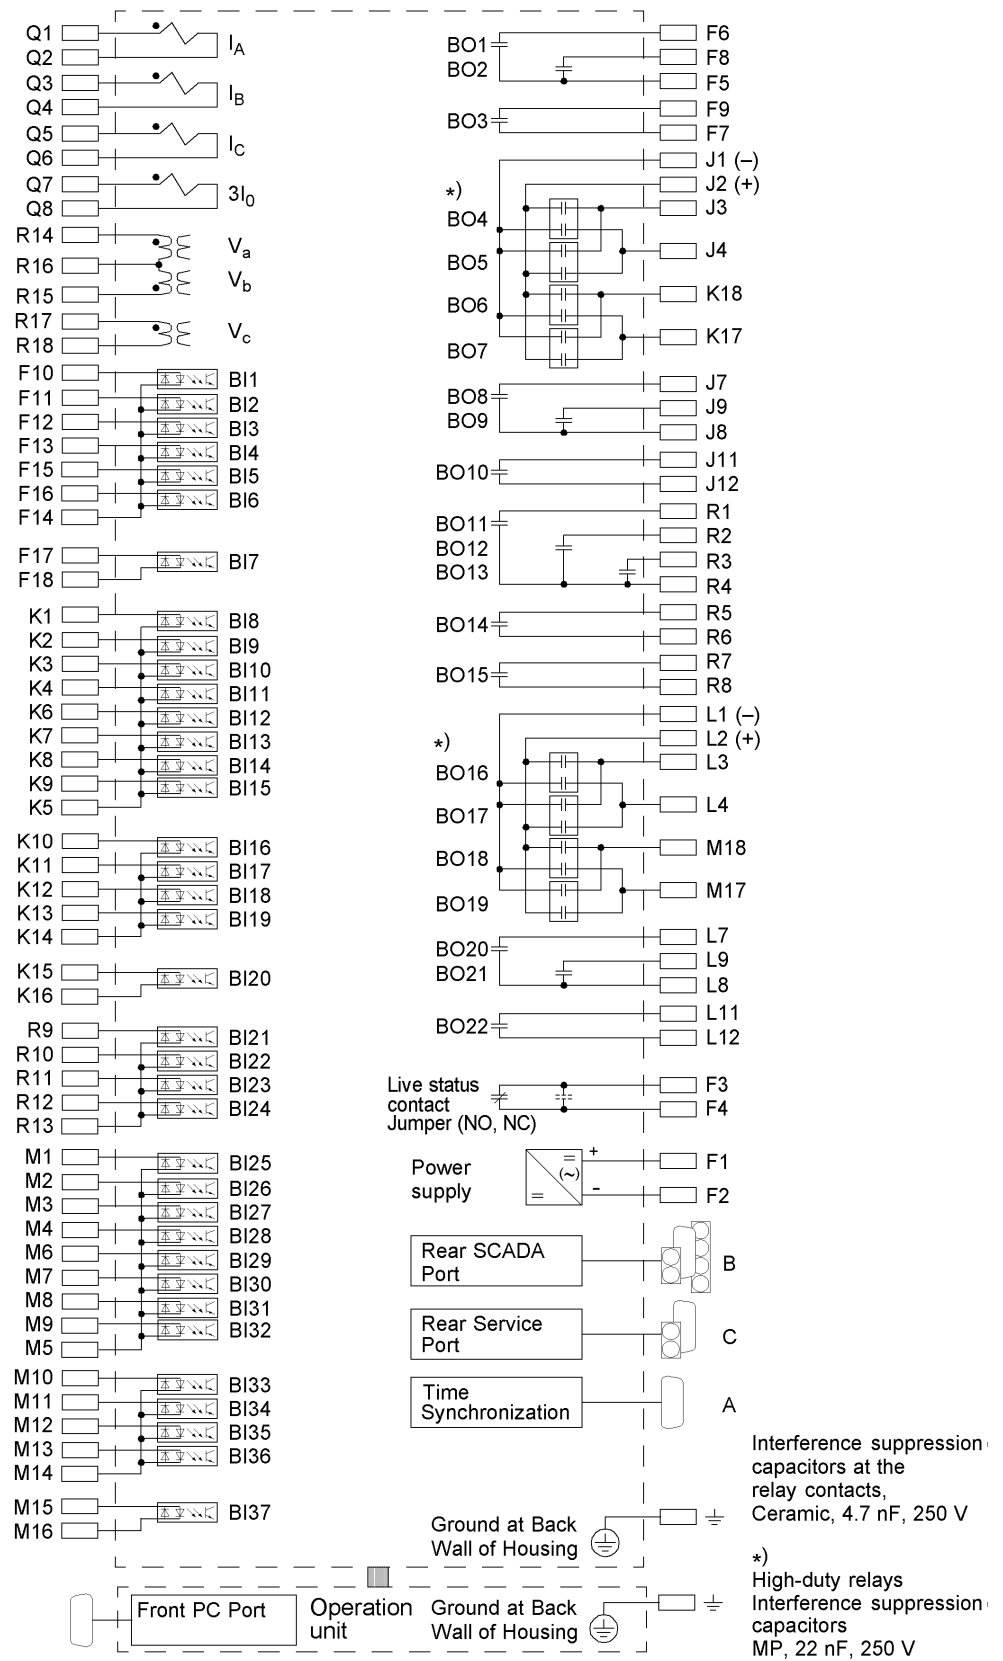 Q1
Q2
I_A
Q3
Q4
I_B
Q5
Q6
I_C
Q7
Q8
3I_0
R14
R16
R15
V_a
V_b
R17
R18
V_c
F10
F11
F12
F13
F15
F16
F14
BI1
BI2
BI3
BI4
BI5
BI6
F17
F18
BI7
K1
K2
K3
K4
K6
K7
K8
K9
K5
BI8
BI9
BI10
BI11
BI12
BI13
BI14
BI15
K10
K11
K12
K13
K14
BI16
BI17
BI18
BI19
K15
K16
BI20
R9
R10
R11
R12
R13
BI21
BI22
BI23
BI24
M1
M2
M3
M4
M6
M7
M8
M9
M5
BI25
BI26
BI27
BI28
BI29
BI30
BI31
BI32
M10
M11
M12
M13
M14
BI33
BI34
BI35
BI36
M15
M16
BI37
BO1
BO2
F6
F8
F5
BO3
F9
F7
*)
BO4
BO5
BO6
BO7
J1 (–)
J2 (+)
J3
J4
K18
K17
BO8
BO9
J7
J9
J8
BO10
J11
J12
BO11
BO12
BO13
R1
R2
R3
R4
BO14
R5
R6
BO15
R7
R8
*)
BO16
BO17
BO18
BO19
L1 (–)
L2 (+)
L3
L4
M18
M17
BO20
BO21
L7
L9
L8
BO22
L11
L12
Live status
contact
Jumper (NO, NC)
F3
F4
Power
supply
=
(~)
=
+
-
F1
F2
Rear SCADA
Port
B
Rear Service
Port
C
Time
Synchronization
A
Ground at Back
Wall of Housing
Front PC Port
Operation
unit
Ground at Back
Wall of Housing
Interference suppression
capacitors at the
relay contacts,
Ceramic, 4.7 nF, 250 V
*)
High-duty relays
Interference suppression
capacitors
MP, 22 nF, 250 V